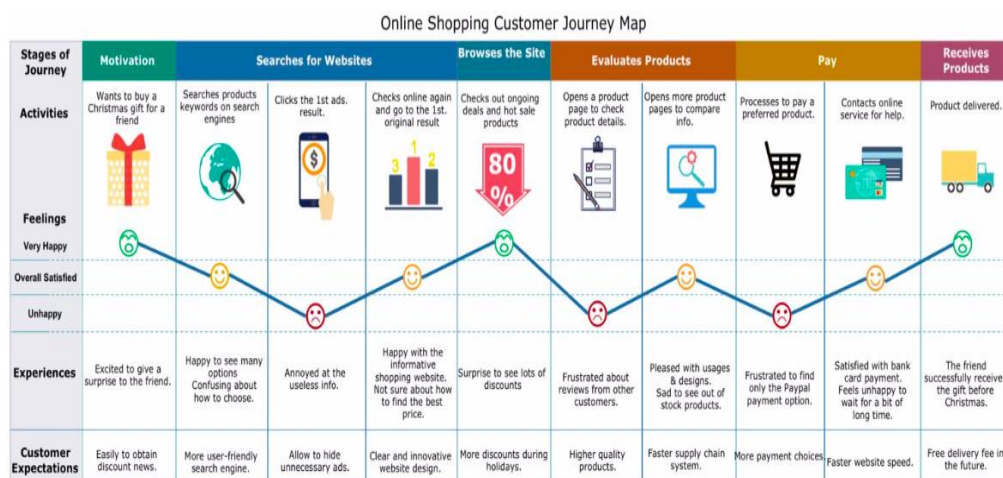 Online Shopping Customer Journey Map
Stages of
Journey
Motivation
Searches for Websites
Browses the Site
Evaluates Products
Pay
Receives
Products
Activities
Wants to buy a
Christmas gift for a
friend
Searches products
keywords on search
engines
Clicks the 1st ads.
result.
Checks online again
and go to the 1st.
original result
Checks out ongoing
deals and hot sale
products
Opens a product
page to check
product details.
Opens more product
pages to compare
info.
Processes to pay a
preferred product.
Contacts online
service for help.
Product delivered.
$
3
1
2
80
%
Feelings
Very Happy
Overall Satisfied
Unhappy
Experiences
Excited to give a
surprise to the friend.
Happy to see many
options
Confusing about
how to choose.
Annoyed at the
useless info.
Happy with the
informative
shopping website.
Not sure about how
to find the best
price.
Surprise to see lots of
discounts
Frustrated about
reviews from other
customers.
Pleased with usages
& designs.
Sad to see out of
stock products.
Frustrated to find
only the Paypal
payment option.
Satisfied with bank
card payment.
Feels unhappy to
wait for a bit of
long time.
The friend
successfully receive
the gift before
Christmas.
Customer
Expectations
Easily to obtain
discount news.
More user-friendly
search engine.
Allow to hide
unnecessary ads.
Clear and innovative
website design.
More discounts during
holidays.
Higher quality
products.
Faster supply chain
system.
More payment choices.
Faster website speed.
Free delivery fee in
the future.